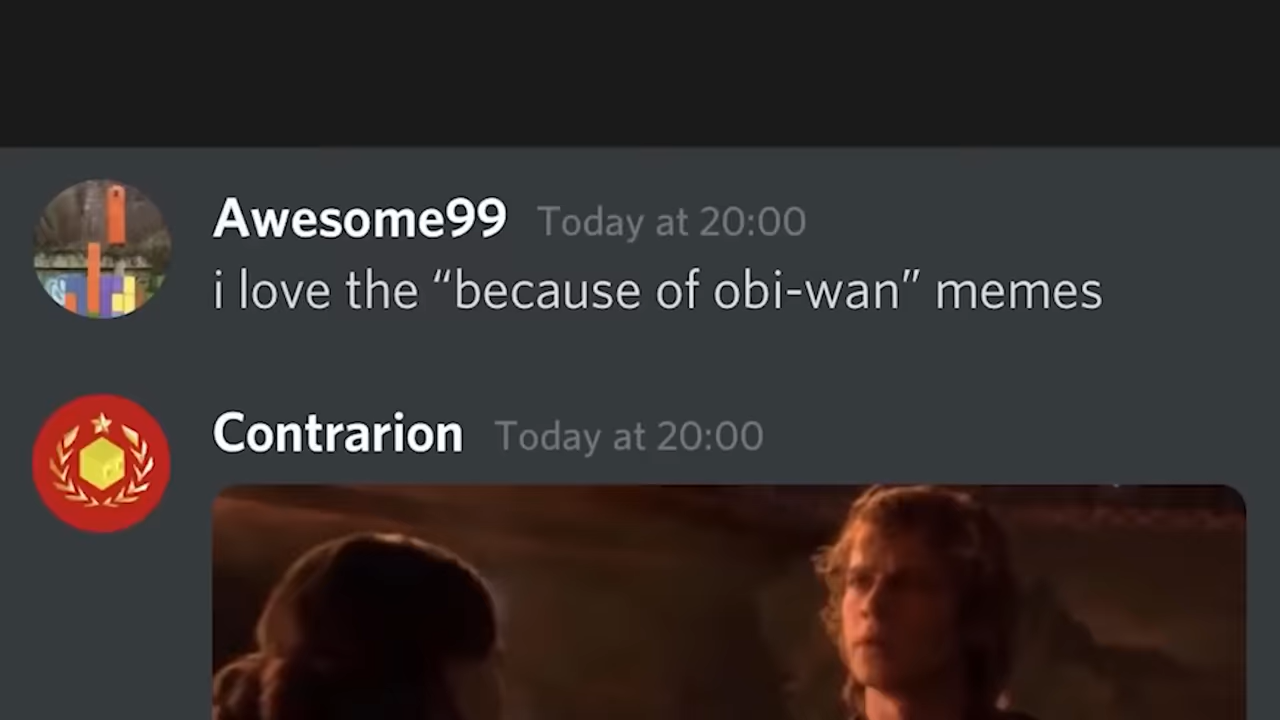 Awesome99 Today at 20:00
i love the “because of obi-wan” memes
Contrarion Today at 20:00